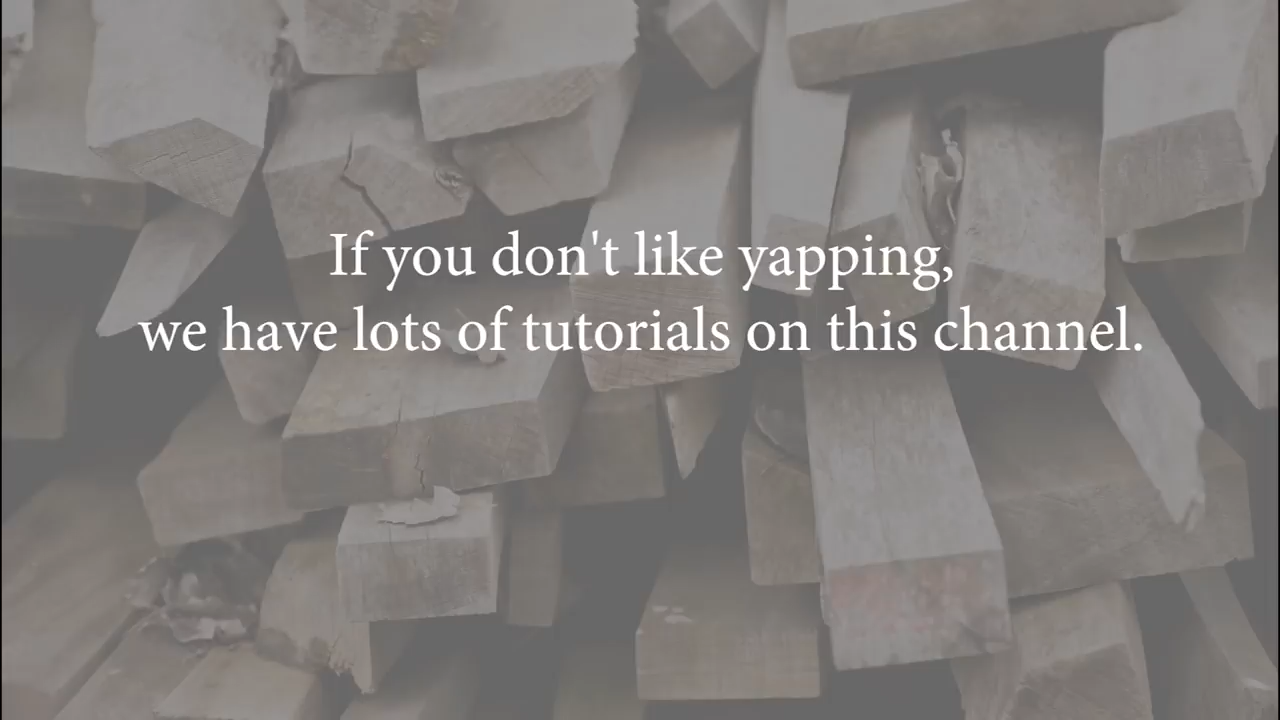 If you don't like yapping,
we have lots of tutorials on this channel.